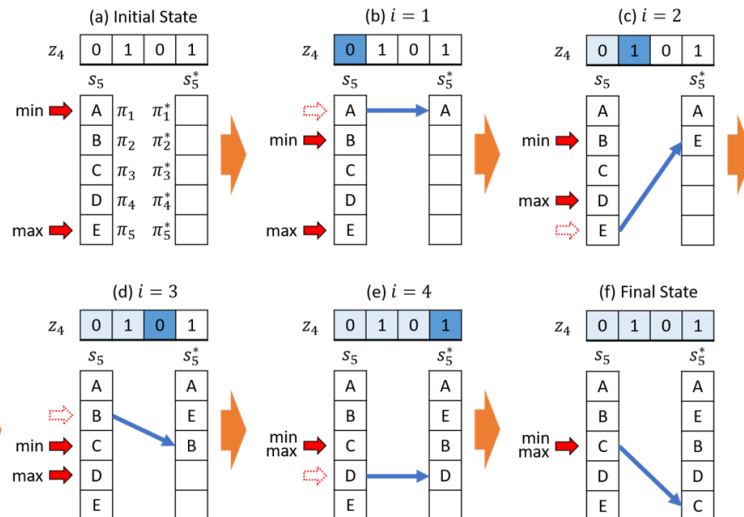 (a) Initial State
z₄ 0 1 0 1
s₅ s₅*
min A π₁ π₁*
B π₂ π₂*
C π₃ π₃*
D π₄ π₄*
max E π₅ π₅*
(b) i = 1
z₄ 0 1 0 1
s₅ s₅*
A A
min B
C
D
max E
(c) i = 2
z₄ 0 1 0 1
s₅ s₅*
A A
min B E
C
max D
E
(d) i = 3
z₄ 0 1 0 1
s₅ s₅*
A A
B E
min C B
max D
E
(e) i = 4
z₄ 0 1 0 1
s₅ s₅*
A A
B E
min
max C B
D D
E
(f) Final State
z₄ 0 1 0 1
s₅ s₅*
A A
B E
min
max C B
D D
E C